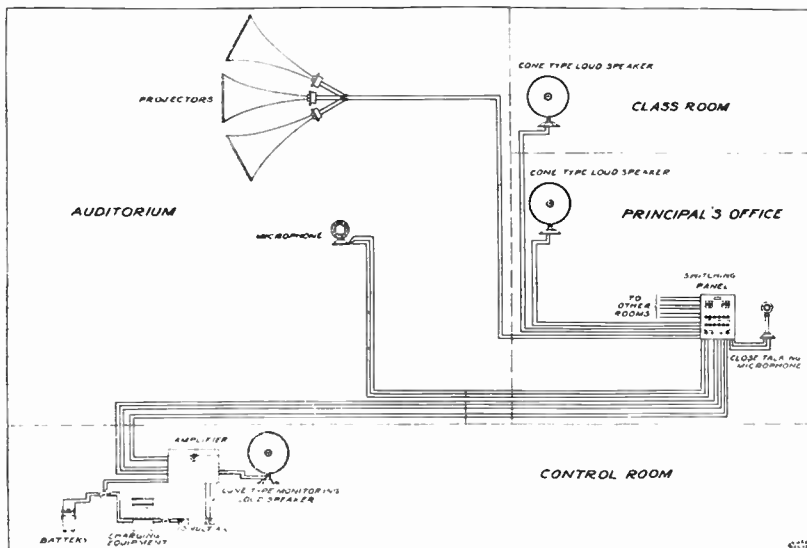 CONE TYPE LOUD SPEAKER
PROJECTORS
CLASS ROOM
CONE TYPE LOUD SPEAKER
AUDITORIUM
PRINCIPAL'S OFFICE
MICROPHONE
SWITCHING
PANEL
TO
OTHER
ROOMS
CLOSE TALKING
MICROPHONE
AMPLIFIER
CONTROL ROOM
CONE TYPE MONITORING
LOUD SPEAKER
BATTERY
CHARGING
EQUIPMENT